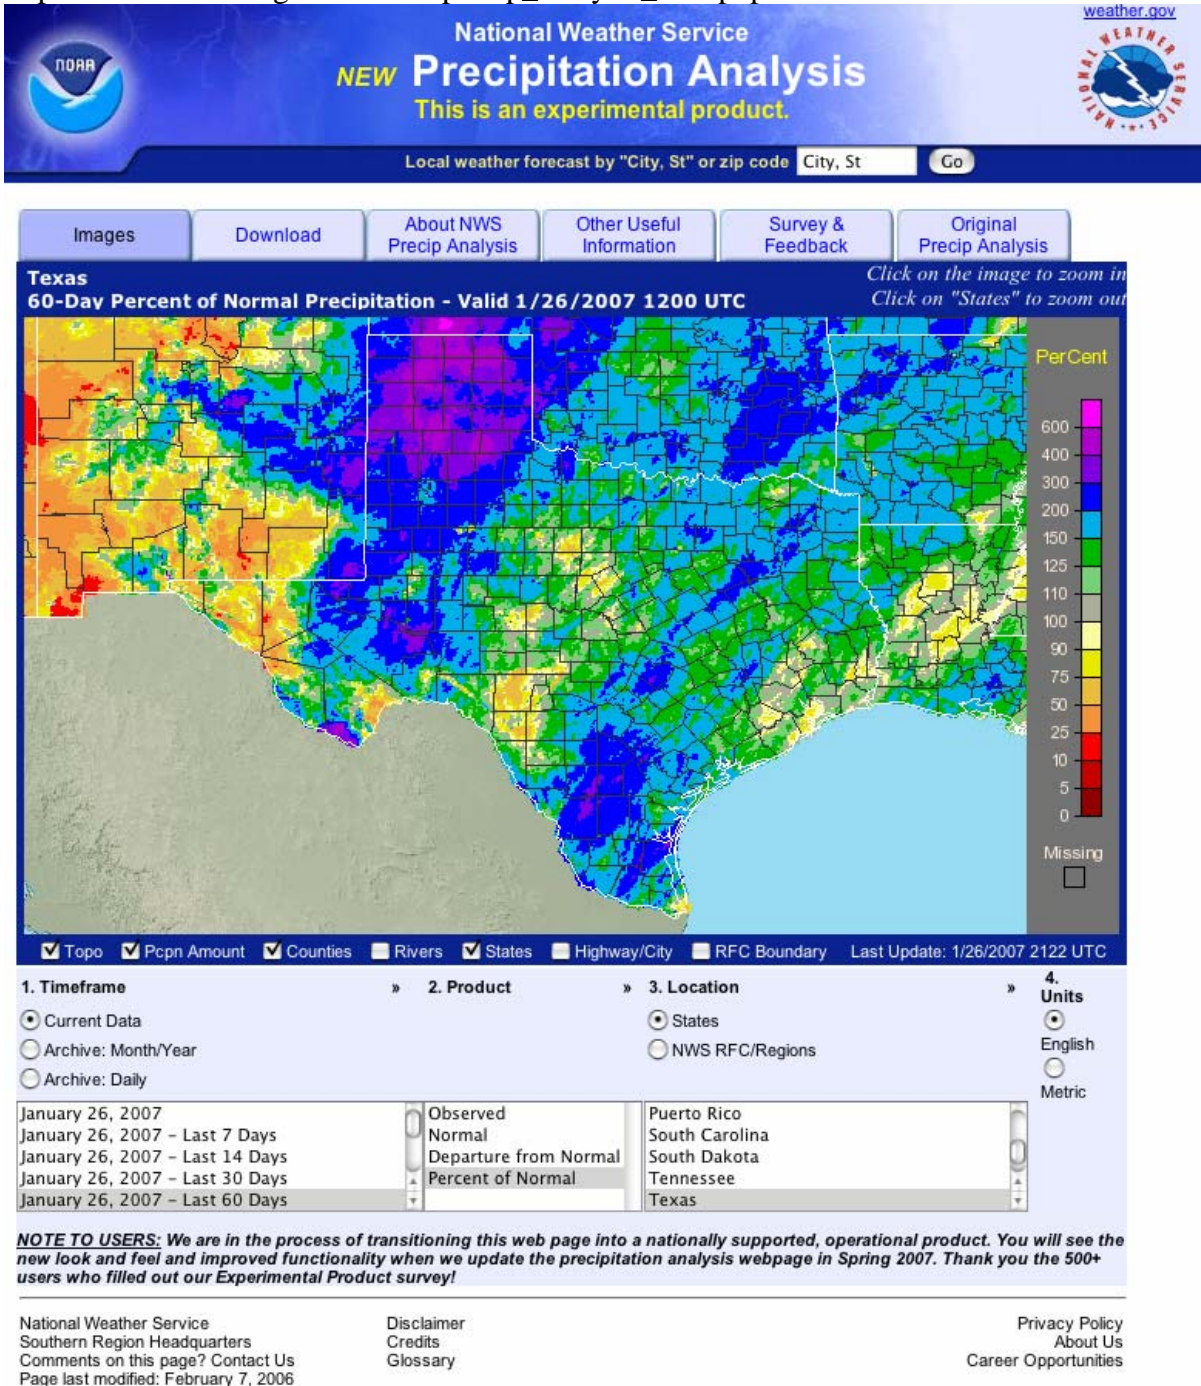 weather.gov
NOAA
National Weather Service
NEW Precipitation Analysis
This is an experimental product.
NATIONAL WEATHER SERVICE
Local weather forecast by "City, St" or zip code City, St Go
Images
Download
About NWS
Precip Analysis
Other Useful
Information
Survey &
Feedback
Original
Precip Analysis
Texas
60-Day Percent of Normal Precipitation - Valid 1/26/2007 1200 UTC
Click on the image to zoom in
Click on "States" to zoom out
PerCent
600
400
300
200
150
125
110
100
90
75
50
25
10
5
0
Missing
Topo Pcpn Amount Counties Rivers States Highway/City RFC Boundary Last Update: 1/26/2007 2122 UTC
1. Timeframe » 2. Product » 3. Location » 4. Units
Current Data
Archive: Month/Year
Archive: Daily
States
NWS RFC/Regions
English
Metric
January 26, 2007
January 26, 2007 – Last 7 Days
January 26, 2007 – Last 14 Days
January 26, 2007 – Last 30 Days
January 26, 2007 – Last 60 Days
Observed
Normal
Departure from Normal
Percent of Normal
Puerto Rico
South Carolina
South Dakota
Tennessee
Texas
NOTE TO USERS: We are in the process of transitioning this web page into a nationally supported, operational product. You will see the
new look and feel and improved functionality when we update the precipitation analysis webpage in Spring 2007. Thank you the 500+
users who filled out our Experimental Product survey!
National Weather Service
Southern Region Headquarters
Comments on this page? Contact Us
Page last modified: February 7, 2006
Disclaimer
Credits
Glossary
Privacy Policy
About Us
Career Opportunities